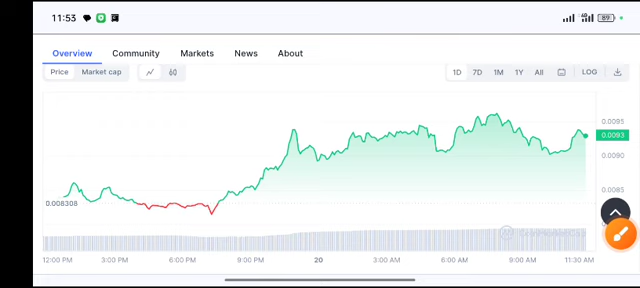 11:53
4G 89
Overview Community Markets News About
Price Market cap 1D 7D 1M 1Y All LOG
0.0095
0.0093
0.0090
0.0085
0.008308
12:00 PM 3:00 PM 6:00 PM 9:00 PM 20 3:00 AM 6:00 AM 9:00 AM 11:30 AM